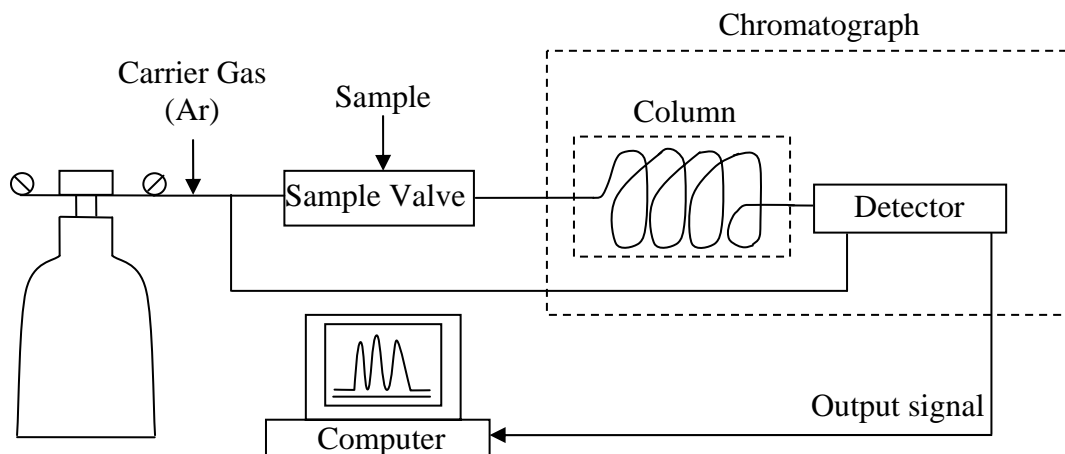 Chromatograph
Carrier Gas
(Ar)
Sample
Column
Sample Valve
Detector
Output signal
Computer